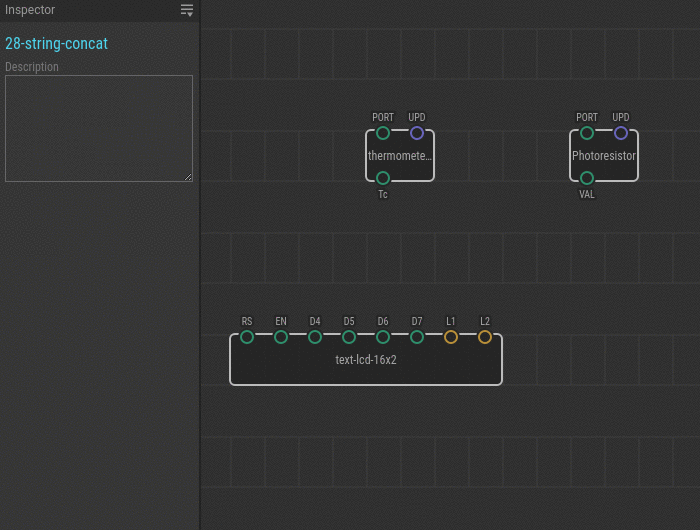 Inspector
28-string-concat
Description
PORT UPD
thermomete...
Tc
PORT UPD
Photoresistor
VAL
RS EN D4 D5 D6 D7 L1 L2
text-lcd-16x2